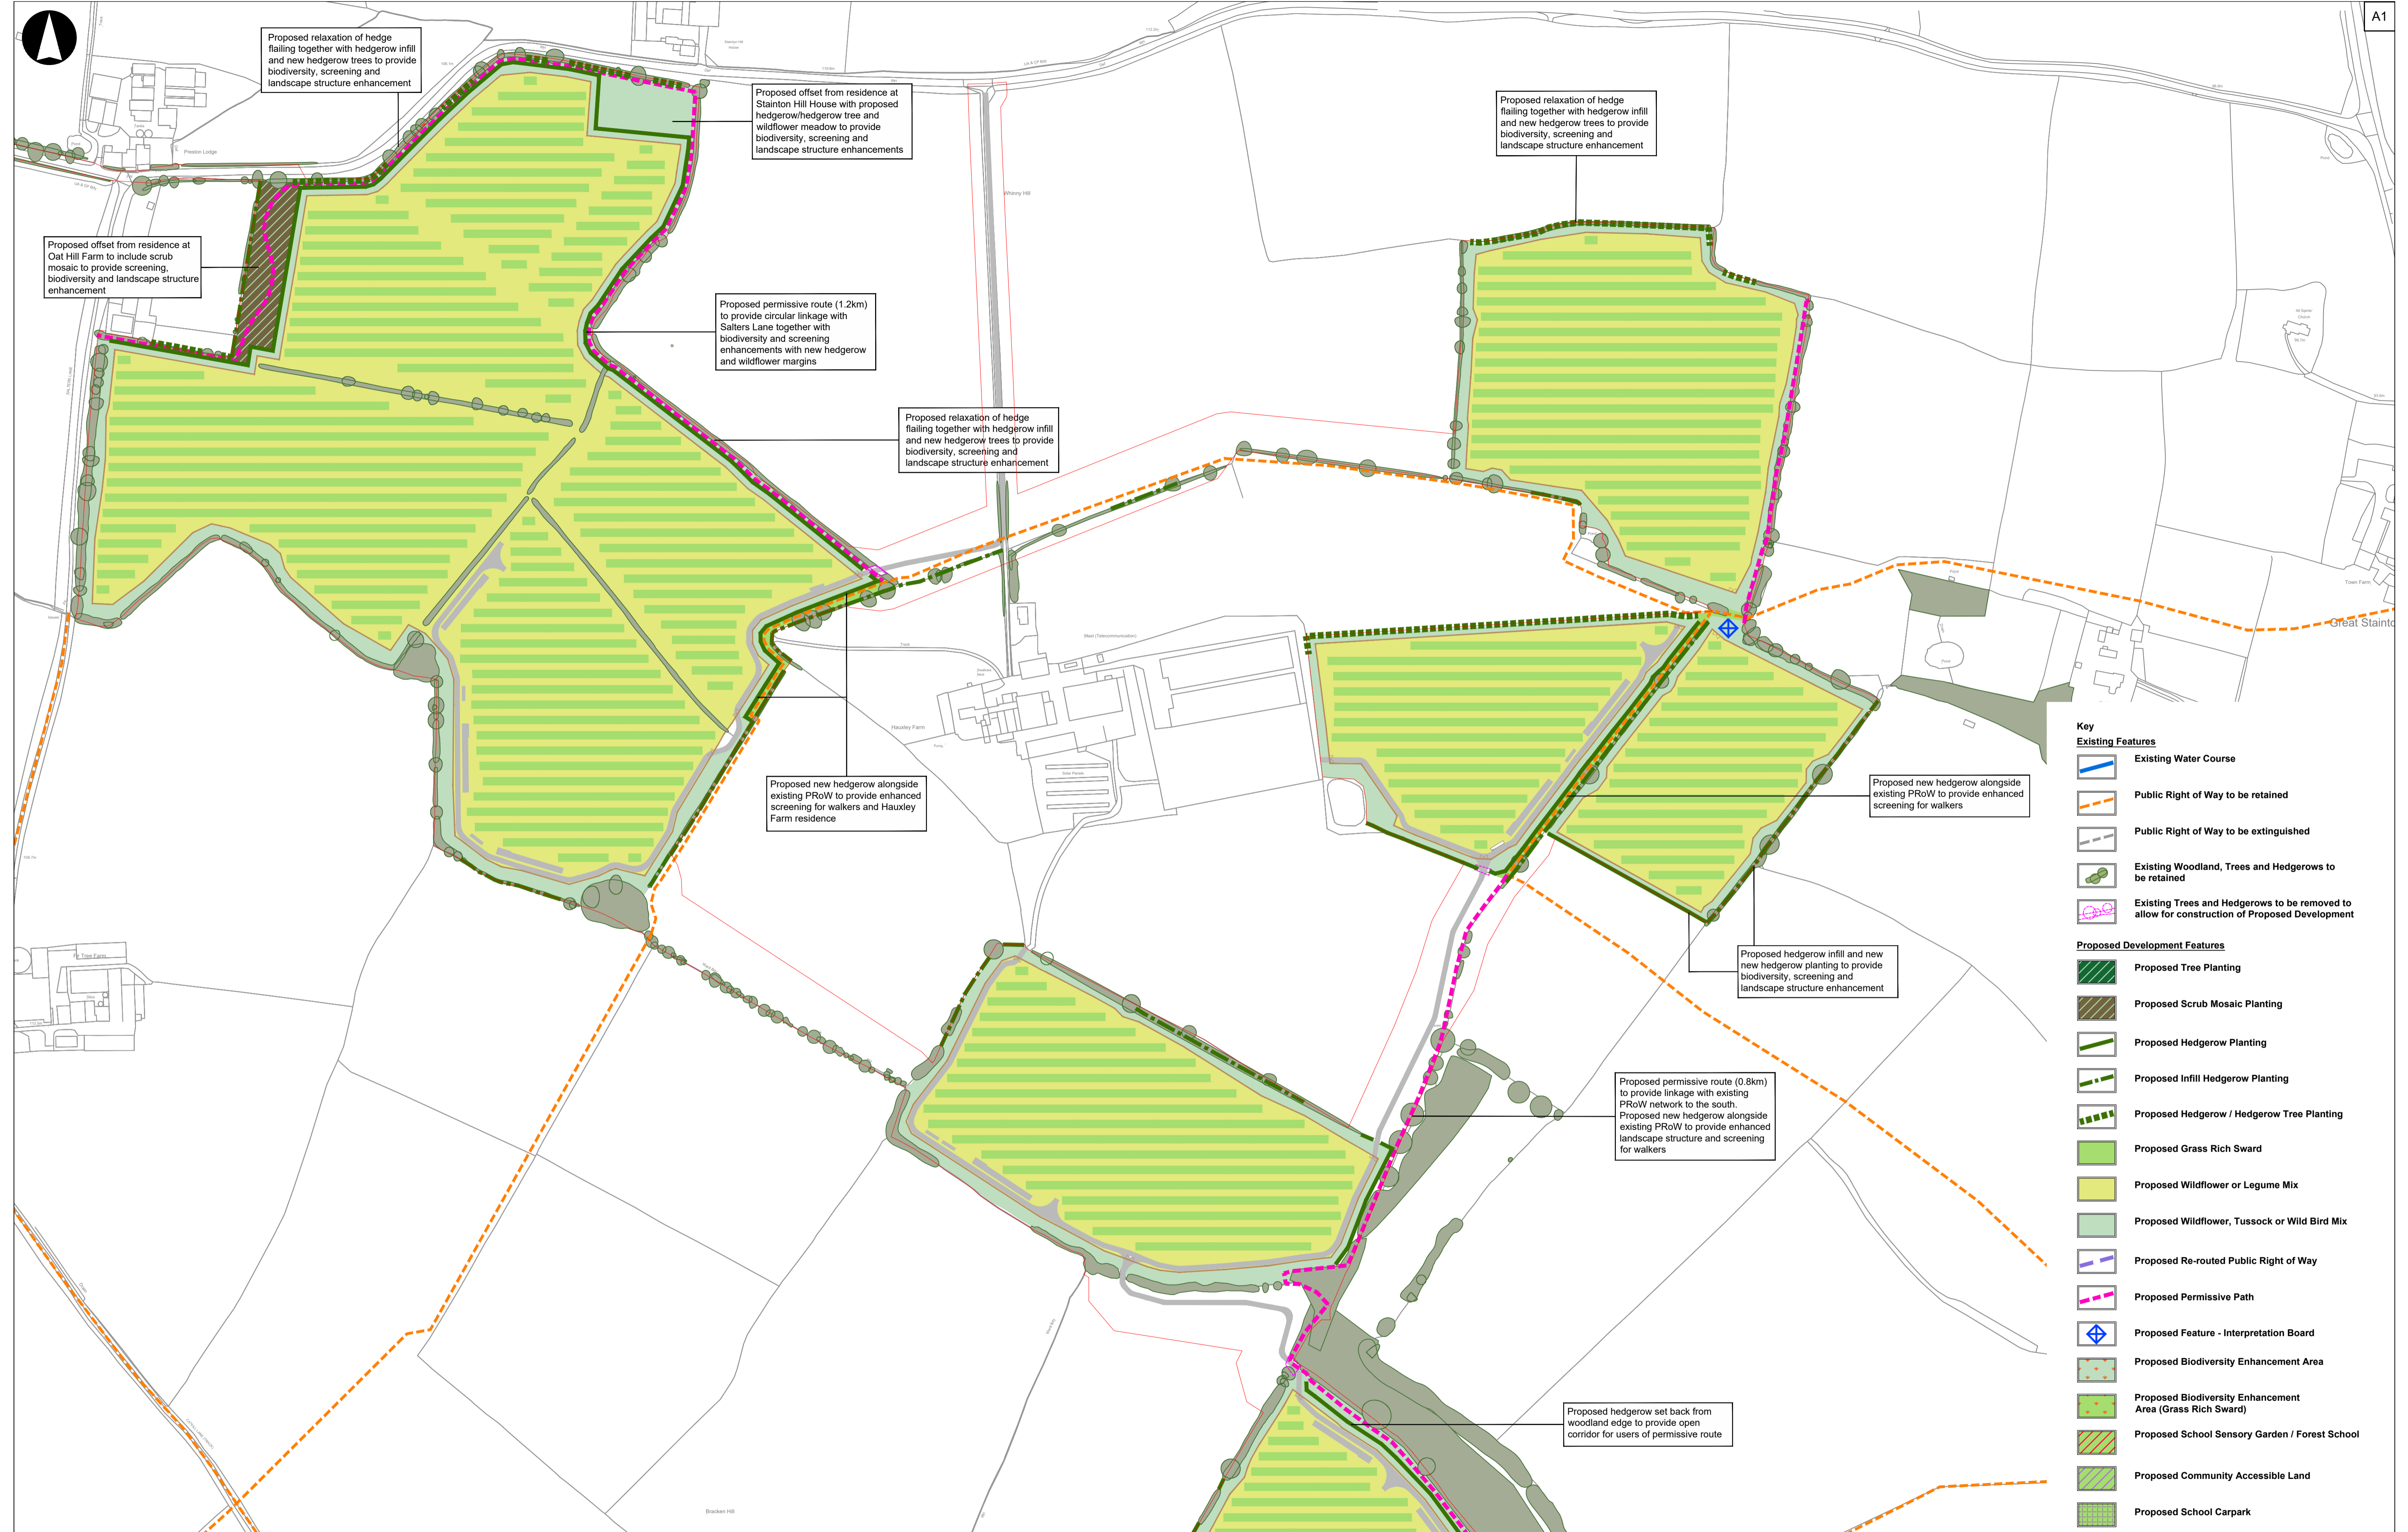 A1
Proposed relaxation of hedge
flailing together with hedgerow infill
and new hedgerow trees to provide
biodiversity, screening and
landscape structure enhancement
Proposed offset from residence at
Stainton Hill House with proposed
hedgerow/hedgerow tree and
wildflower meadow to provide
biodiversity, screening and
landscape structure enhancements
Proposed relaxation of hedge
flailing together with hedgerow infill
and new hedgerow trees to provide
biodiversity, screening and
landscape structure enhancement
Preston Lodge
Whinny Hill
Proposed offset from residence at
Oat Hill Farm to include scrub
mosaic to provide screening,
biodiversity and landscape structure
enhancement
Proposed permissive route (1.2km)
to provide circular linkage with
Salters Lane together with
biodiversity and screening
enhancements with new hedgerow
and wildflower margins
Proposed relaxation of hedge
flailing together with hedgerow infill
and new hedgerow trees to provide
biodiversity, screening and
landscape structure enhancement
Town Farm
Great Stainto
Mast (Telecommunication)
Track
Hauxley Farm
Proposed new hedgerow alongside
existing PRoW to provide enhanced
screening for walkers and Hauxley
Farm residence
Proposed new hedgerow alongside
existing PRoW to provide enhanced
screening for walkers
Proposed hedgerow infill and new
new hedgerow planting to provide
biodiversity, screening and
landscape structure enhancement
Fir Tree Farm
Proposed permissive route (0.8km)
to provide linkage with existing
PRoW network to the south.
Proposed new hedgerow alongside
existing PRoW to provide enhanced
landscape structure and screening
for walkers
Proposed hedgerow set back from
woodland edge to provide open
corridor for users of permissive route
Bracken Hill
Key
Existing Features
Existing Water Course
Public Right of Way to be retained
Public Right of Way to be extinguished
Existing Woodland, Trees and Hedgerows to
be retained
Existing Trees and Hedgerows to be removed to
allow for construction of Proposed Development
Proposed Development Features
Proposed Tree Planting
Proposed Scrub Mosaic Planting
Proposed Hedgerow Planting
Proposed Infill Hedgerow Planting
Proposed Hedgerow / Hedgerow Tree Planting
Proposed Grass Rich Sward
Proposed Wildflower or Legume Mix
Proposed Wildflower, Tussock or Wild Bird Mix
Proposed Re-routed Public Right of Way
Proposed Permissive Path
Proposed Feature - Interpretation Board
Proposed Biodiversity Enhancement Area
Proposed Biodiversity Enhancement
Area (Grass Rich Sward)
Proposed School Sensory Garden / Forest School
Proposed Community Accessible Land
Proposed School Carpark